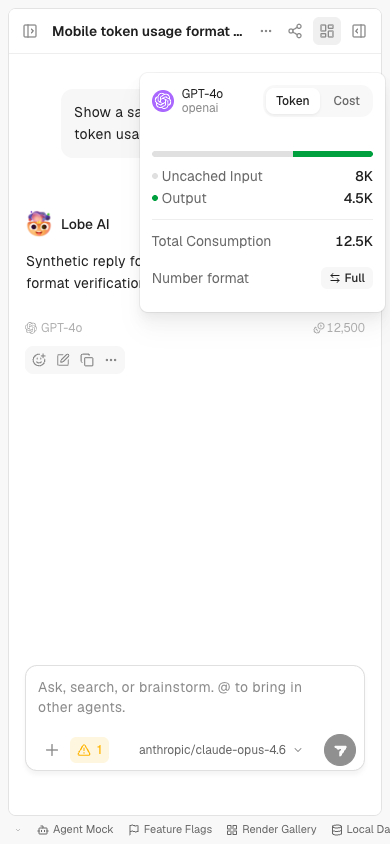 Mobile token usage format ...
Show a sa
token usa
GPT-4o
openai
Token
Cost
Uncached Input
8K
Output
4.5K
Total Consumption
12.5K
Number format
Full
Lobe AI
Synthetic reply fo
format verification
GPT-4o
12,500
Ask, search, or brainstorm. @ to bring in
other agents.
1
anthropic/claude-opus-4.6
Agent Mock
Feature Flags
Render Gallery
Local Da